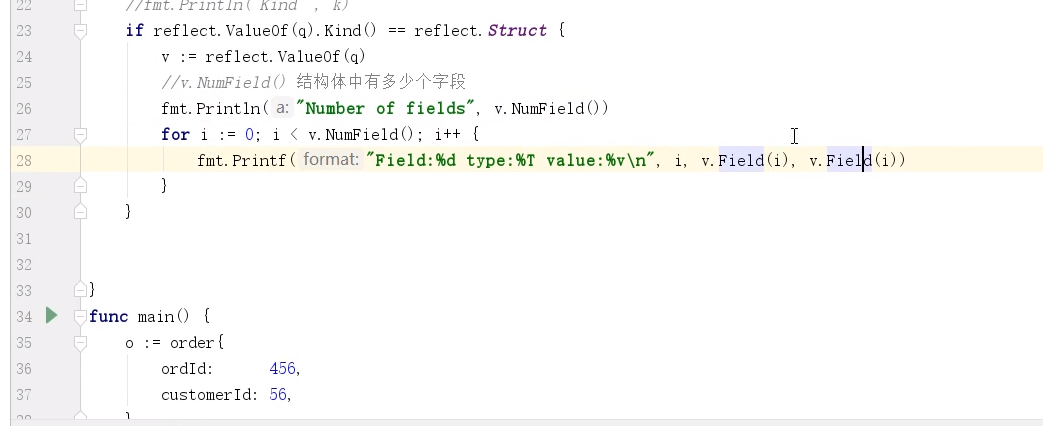 22 //fmt.Println("Kind ", k)
23 if reflect.ValueOf(q).Kind() == reflect.Struct {
24 v := reflect.ValueOf(q)
25 //v.NumField() 结构体中有多少个字段
26 fmt.Println( a: "Number of fields", v.NumField())
27 for i := 0; i < v.NumField(); i++ {
28 fmt.Printf( format: "Field:%d type:%T value:%v\n", i, v.Field(i), v.Field(i))
29 }
30 }
31
32
33 }
34 func main() {
35 o := order{
36 ordId: 456,
37 customerId: 56,
38 }